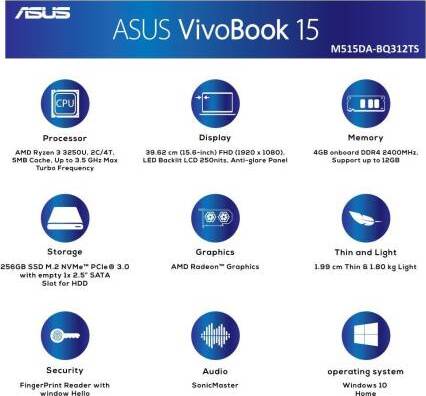 ASUS
ASUS VivoBook 15
M515DA-BQ312TS
CPU
Processor
Display
Memory
AMD Ryzen 3 3250U, 2C/4T,
5MB Cache, Up to 3.5 GHz Max
Turbo Frequency
39.62 cm (15.6-inch) FHD (1920 x 1080),
LED Backlit LCD 250nits, Anti-glare Panel
4GB onboard DDR4 2400MHz,
Support up to 12GB
Storage
Graphics
Thin and Light
256GB SSD M.2 NVMe™ PCIe® 3.0
with empty 1x 2.5" SATA
Slot for HDD
AMD Radeon™ Graphics
1.99 cm Thin & 1.80 kg Light
Security
Audio
operating system
FingerPrint Reader with
window Hello
SonicMaster
Windows 10
Home